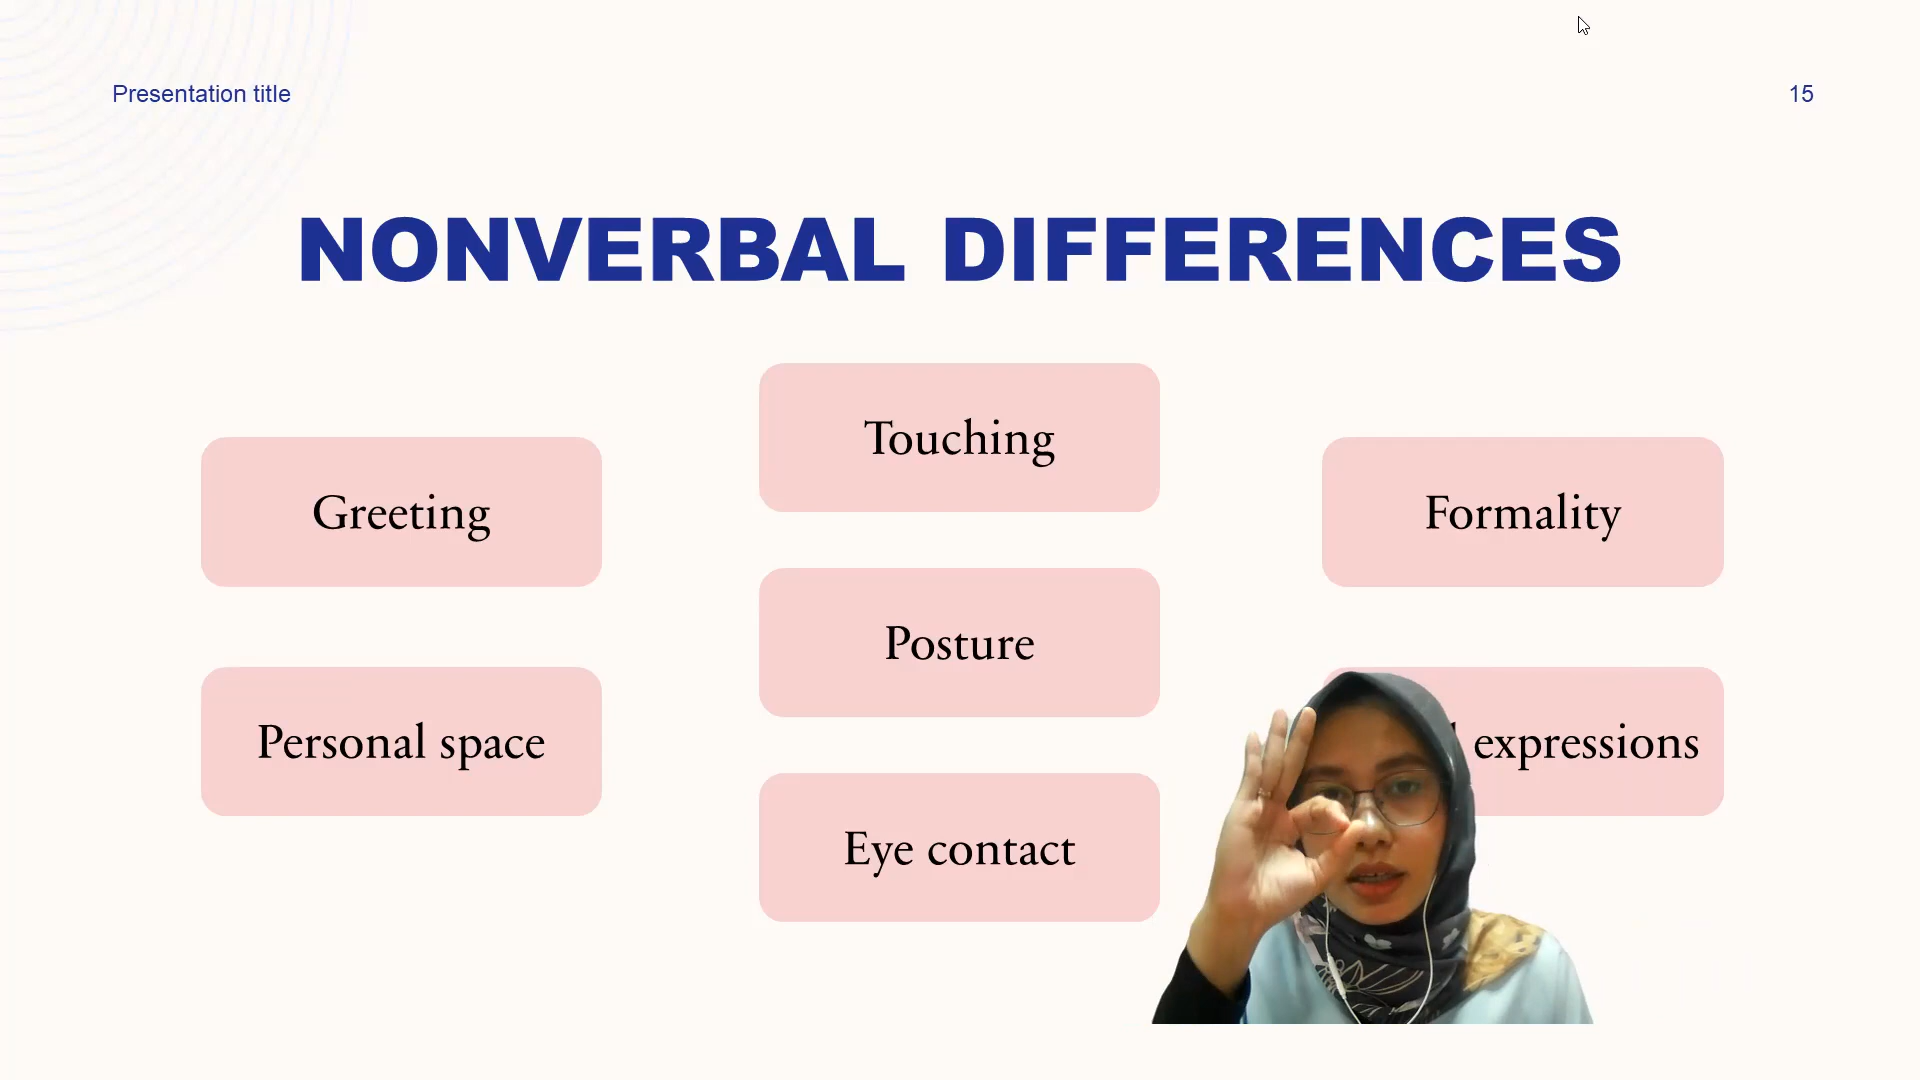 Presentation title
15
NONVERBAL DIFFERENCES
Greeting
Personal space
Touching
Posture
Eye contact
Formality
expressions